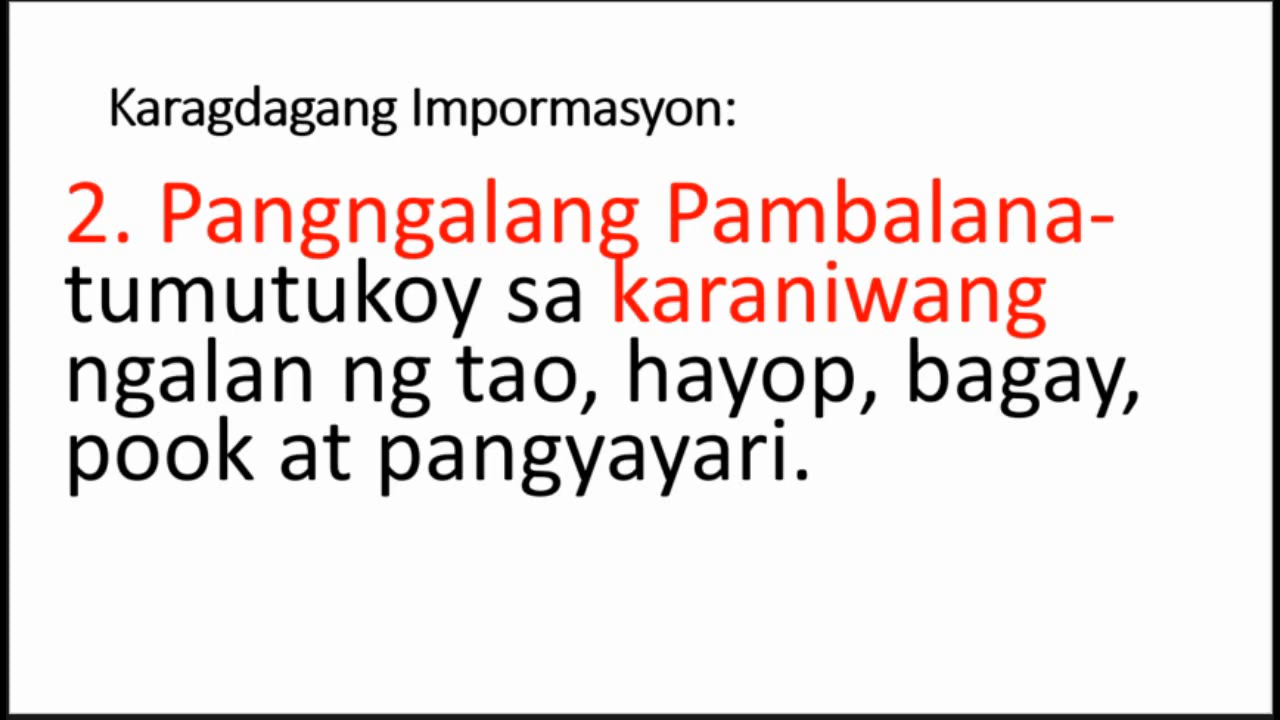 Karagdagang Impormasyon:
2. Pangngalang Pambalana-
tumutukoy sa karaniwang
ngalan ng tao, hayop, bagay,
pook at pangyayari.